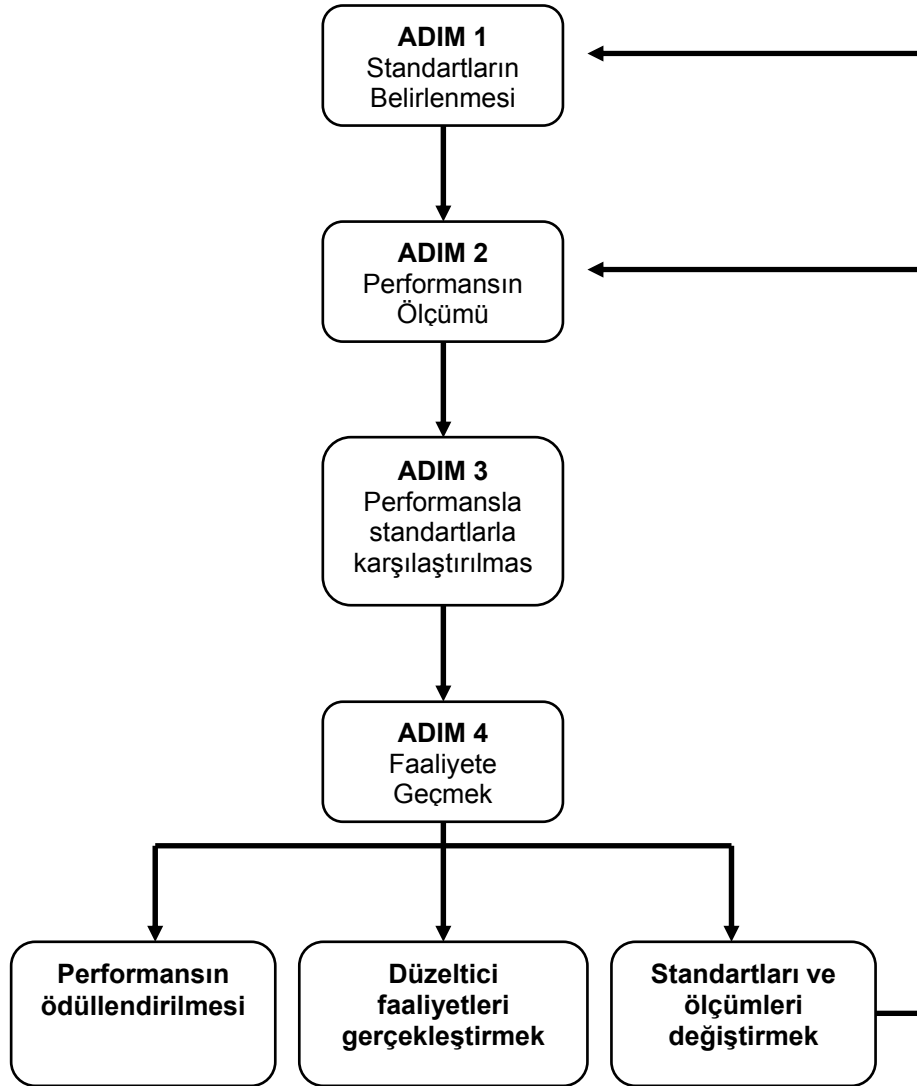 ADIM 1
Standartların
Belirlenmesi
ADIM 2
Performansın
Ölçümü
ADIM 3
Performansla
standartlarla
karşılaştırılmas
ADIM 4
Faaliyete
Geçmek
Performansın
ödüllendirilmesi
Düzeltici
faaliyetleri
gerçekleştirmek
Standartları ve
ölçümleri
değiştirmek